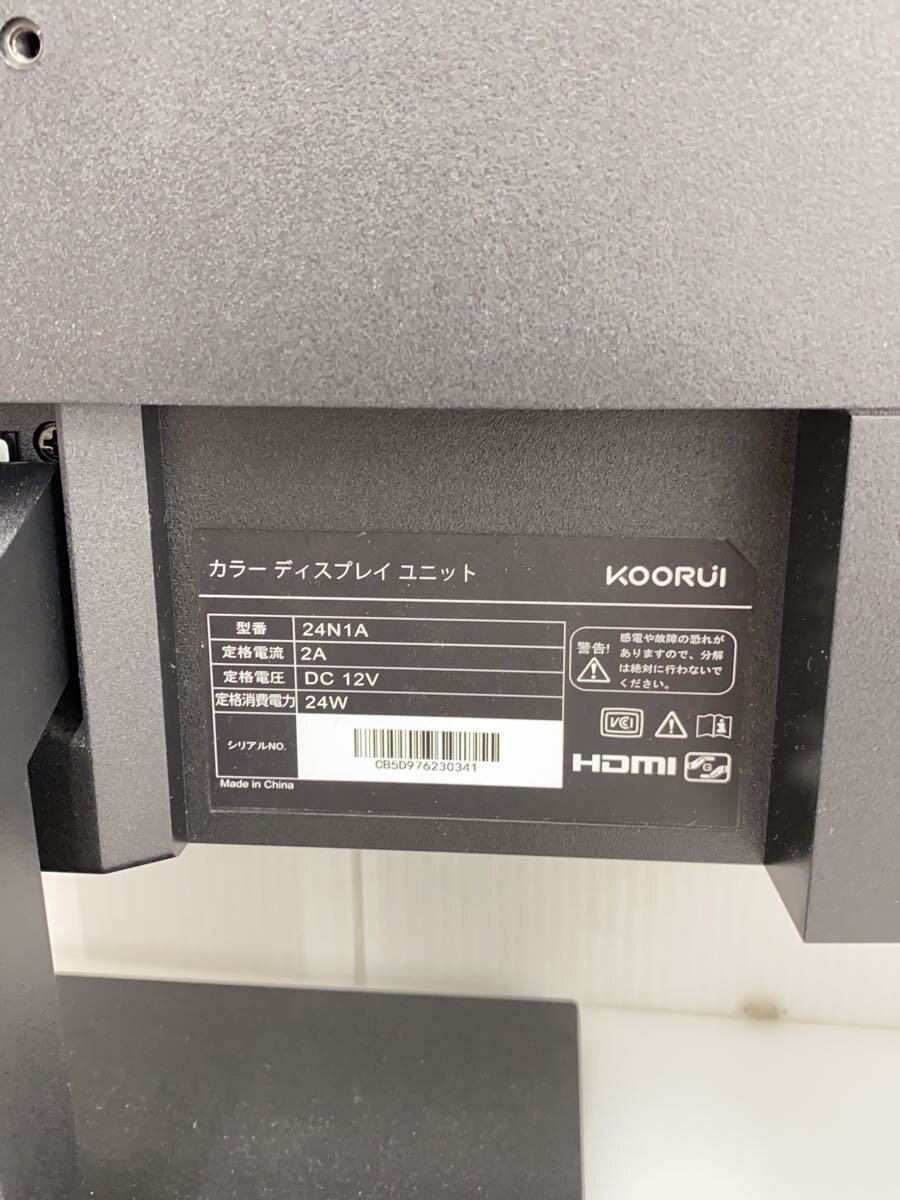 カラー ディスプレイ ユニット
KOORUI
型番 24N1A
定格電流 2A
定格電圧 DC 12V
定格消費電力 24W
シリアルNO.
CB5D976230341
Made in China
警告!
感電や故障の恐れが
ありますので、分解
は絶対に行わないで
ください。
VCI
HDMI
G